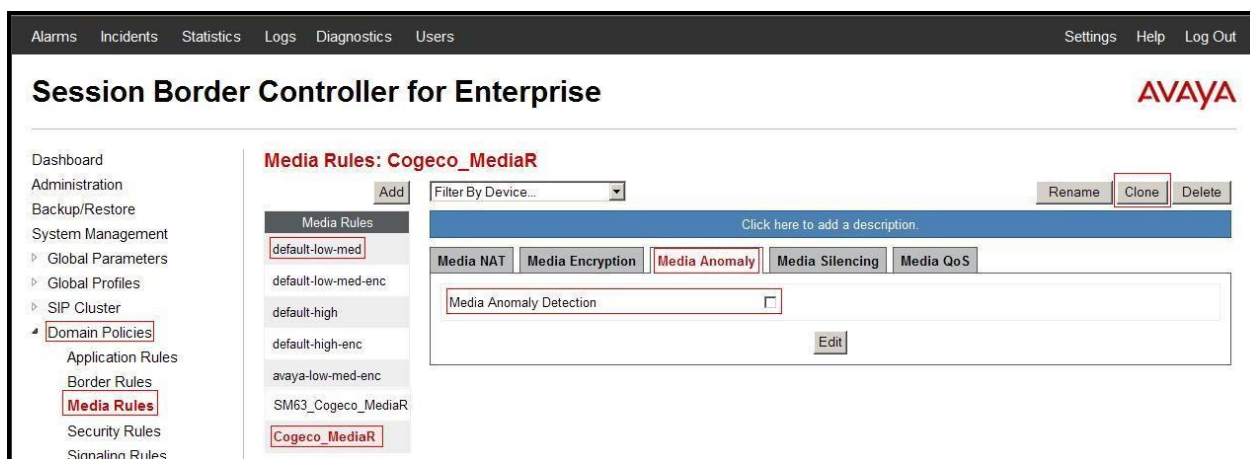 Alarms Incidents Statistics Logs Diagnostics Users Settings Help Log Out
Session Border Controller for Enterprise
AVAYA
Dashboard
Administration
Backup/Restore
System Management
Global Parameters
Global Profiles
SIP Cluster
Domain Policies
Application Rules
Border Rules
Media Rules
Security Rules
Signaling Rules
Media Rules: Cogeco_MediaR
Add
Filter By Device...
Rename Clone Delete
Media Rules
default-low-med
default-low-med-enc
default-high
default-high-enc
avaya-low-med-enc
SM63_Cogeco_MediaR
Cogeco_MediaR
Click here to add a description.
Media NAT Media Encryption Media Anomaly Media Silencing Media QoS
Media Anomaly Detection
Edit